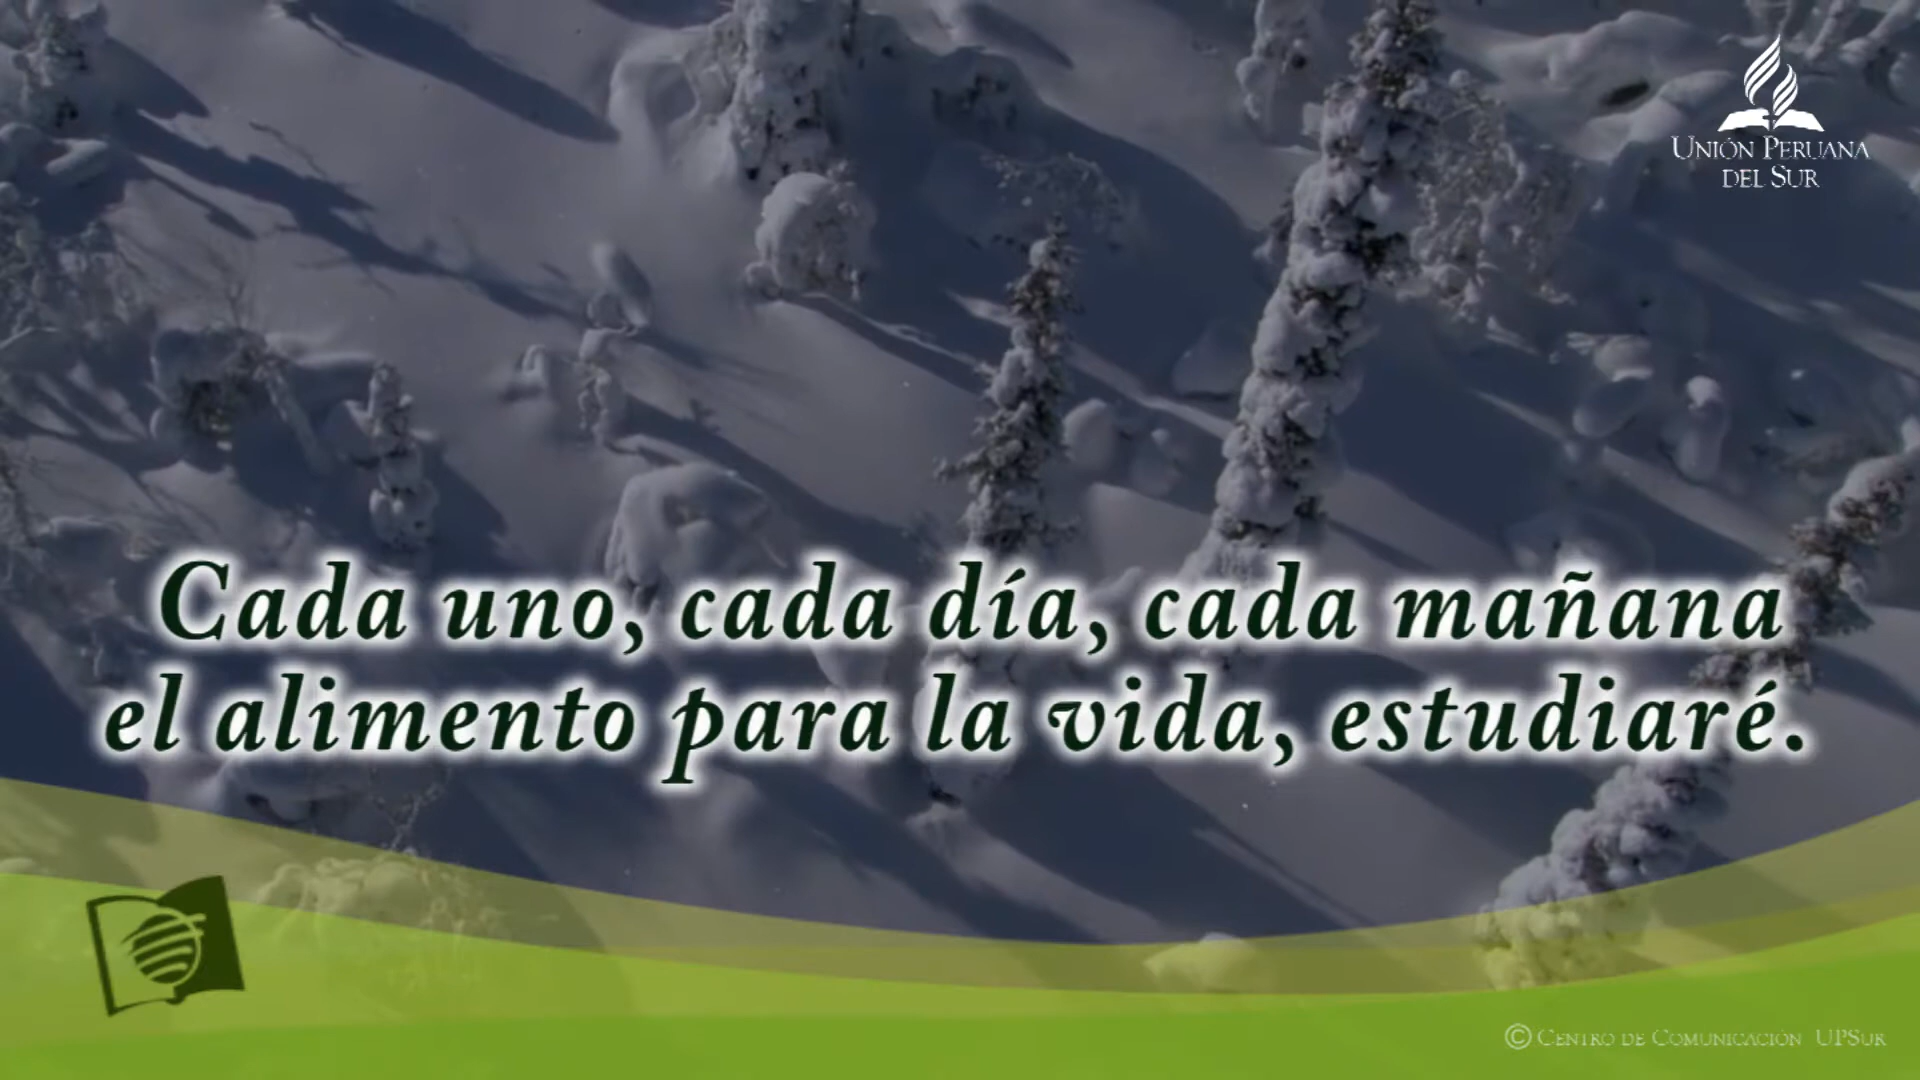 UNIÓN PERUANA
DEL SUR
Cada uno, cada día, cada mañana
el alimento para la vida, estudiaré.
© CENTRO DE COMUNICACIÓN UPSUR